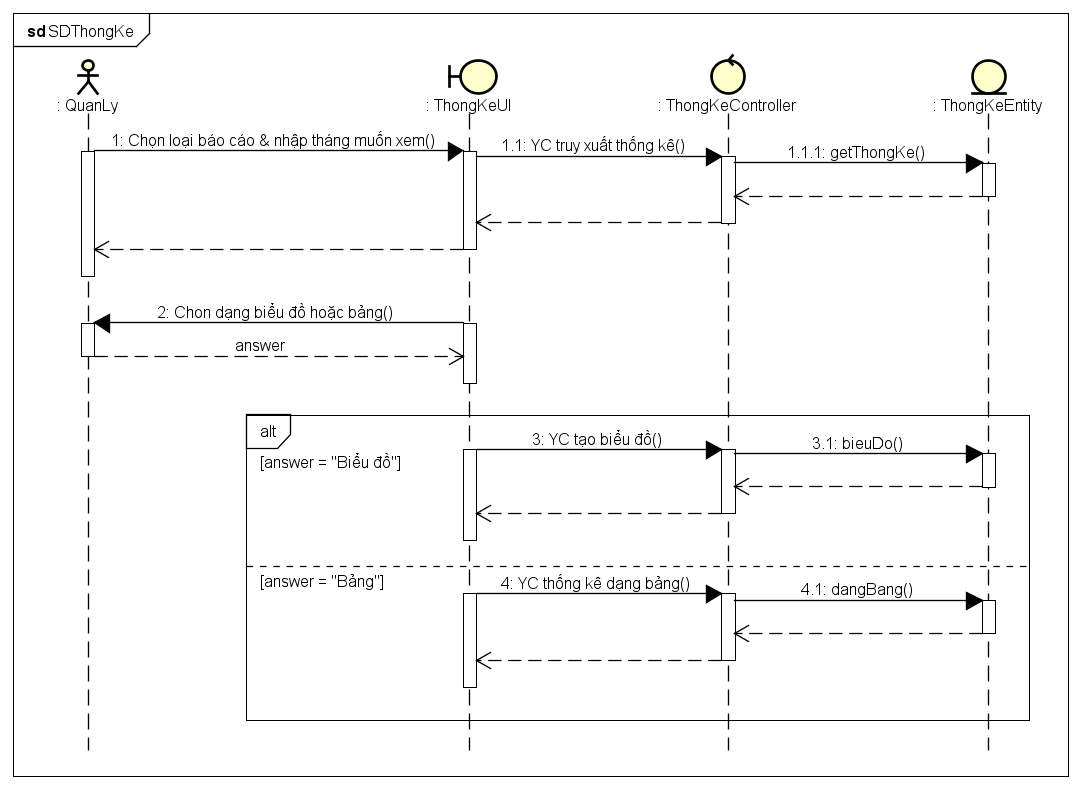 sd SDThongKe
: QuanLy
: ThongKeUI
: ThongKeController
: ThongKeEntity
1: Chọn loại báo cáo & nhập tháng muốn xem()
1.1: YC truy xuất thống kê()
1.1.1: getThongKe()
2: Chon dạng biểu đồ hoặc bảng()
answer
alt
3: YC tạo biểu đồ()
3.1: bieuDo()
[answer = "Biểu đồ"]
[answer = "Bảng"]
4: YC thống kê dạng bảng()
4.1: dangBang()